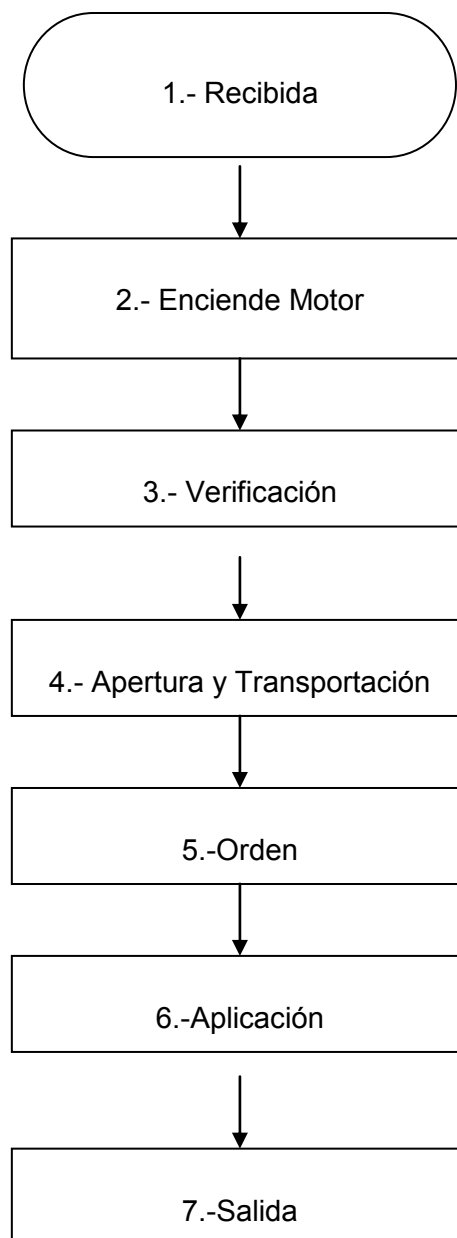 1.- Recibida
2.- Enciende Motor
3.- Verificación
4.- Apertura y Transportación
5.-Orden
6.-Aplicación
7.-Salida